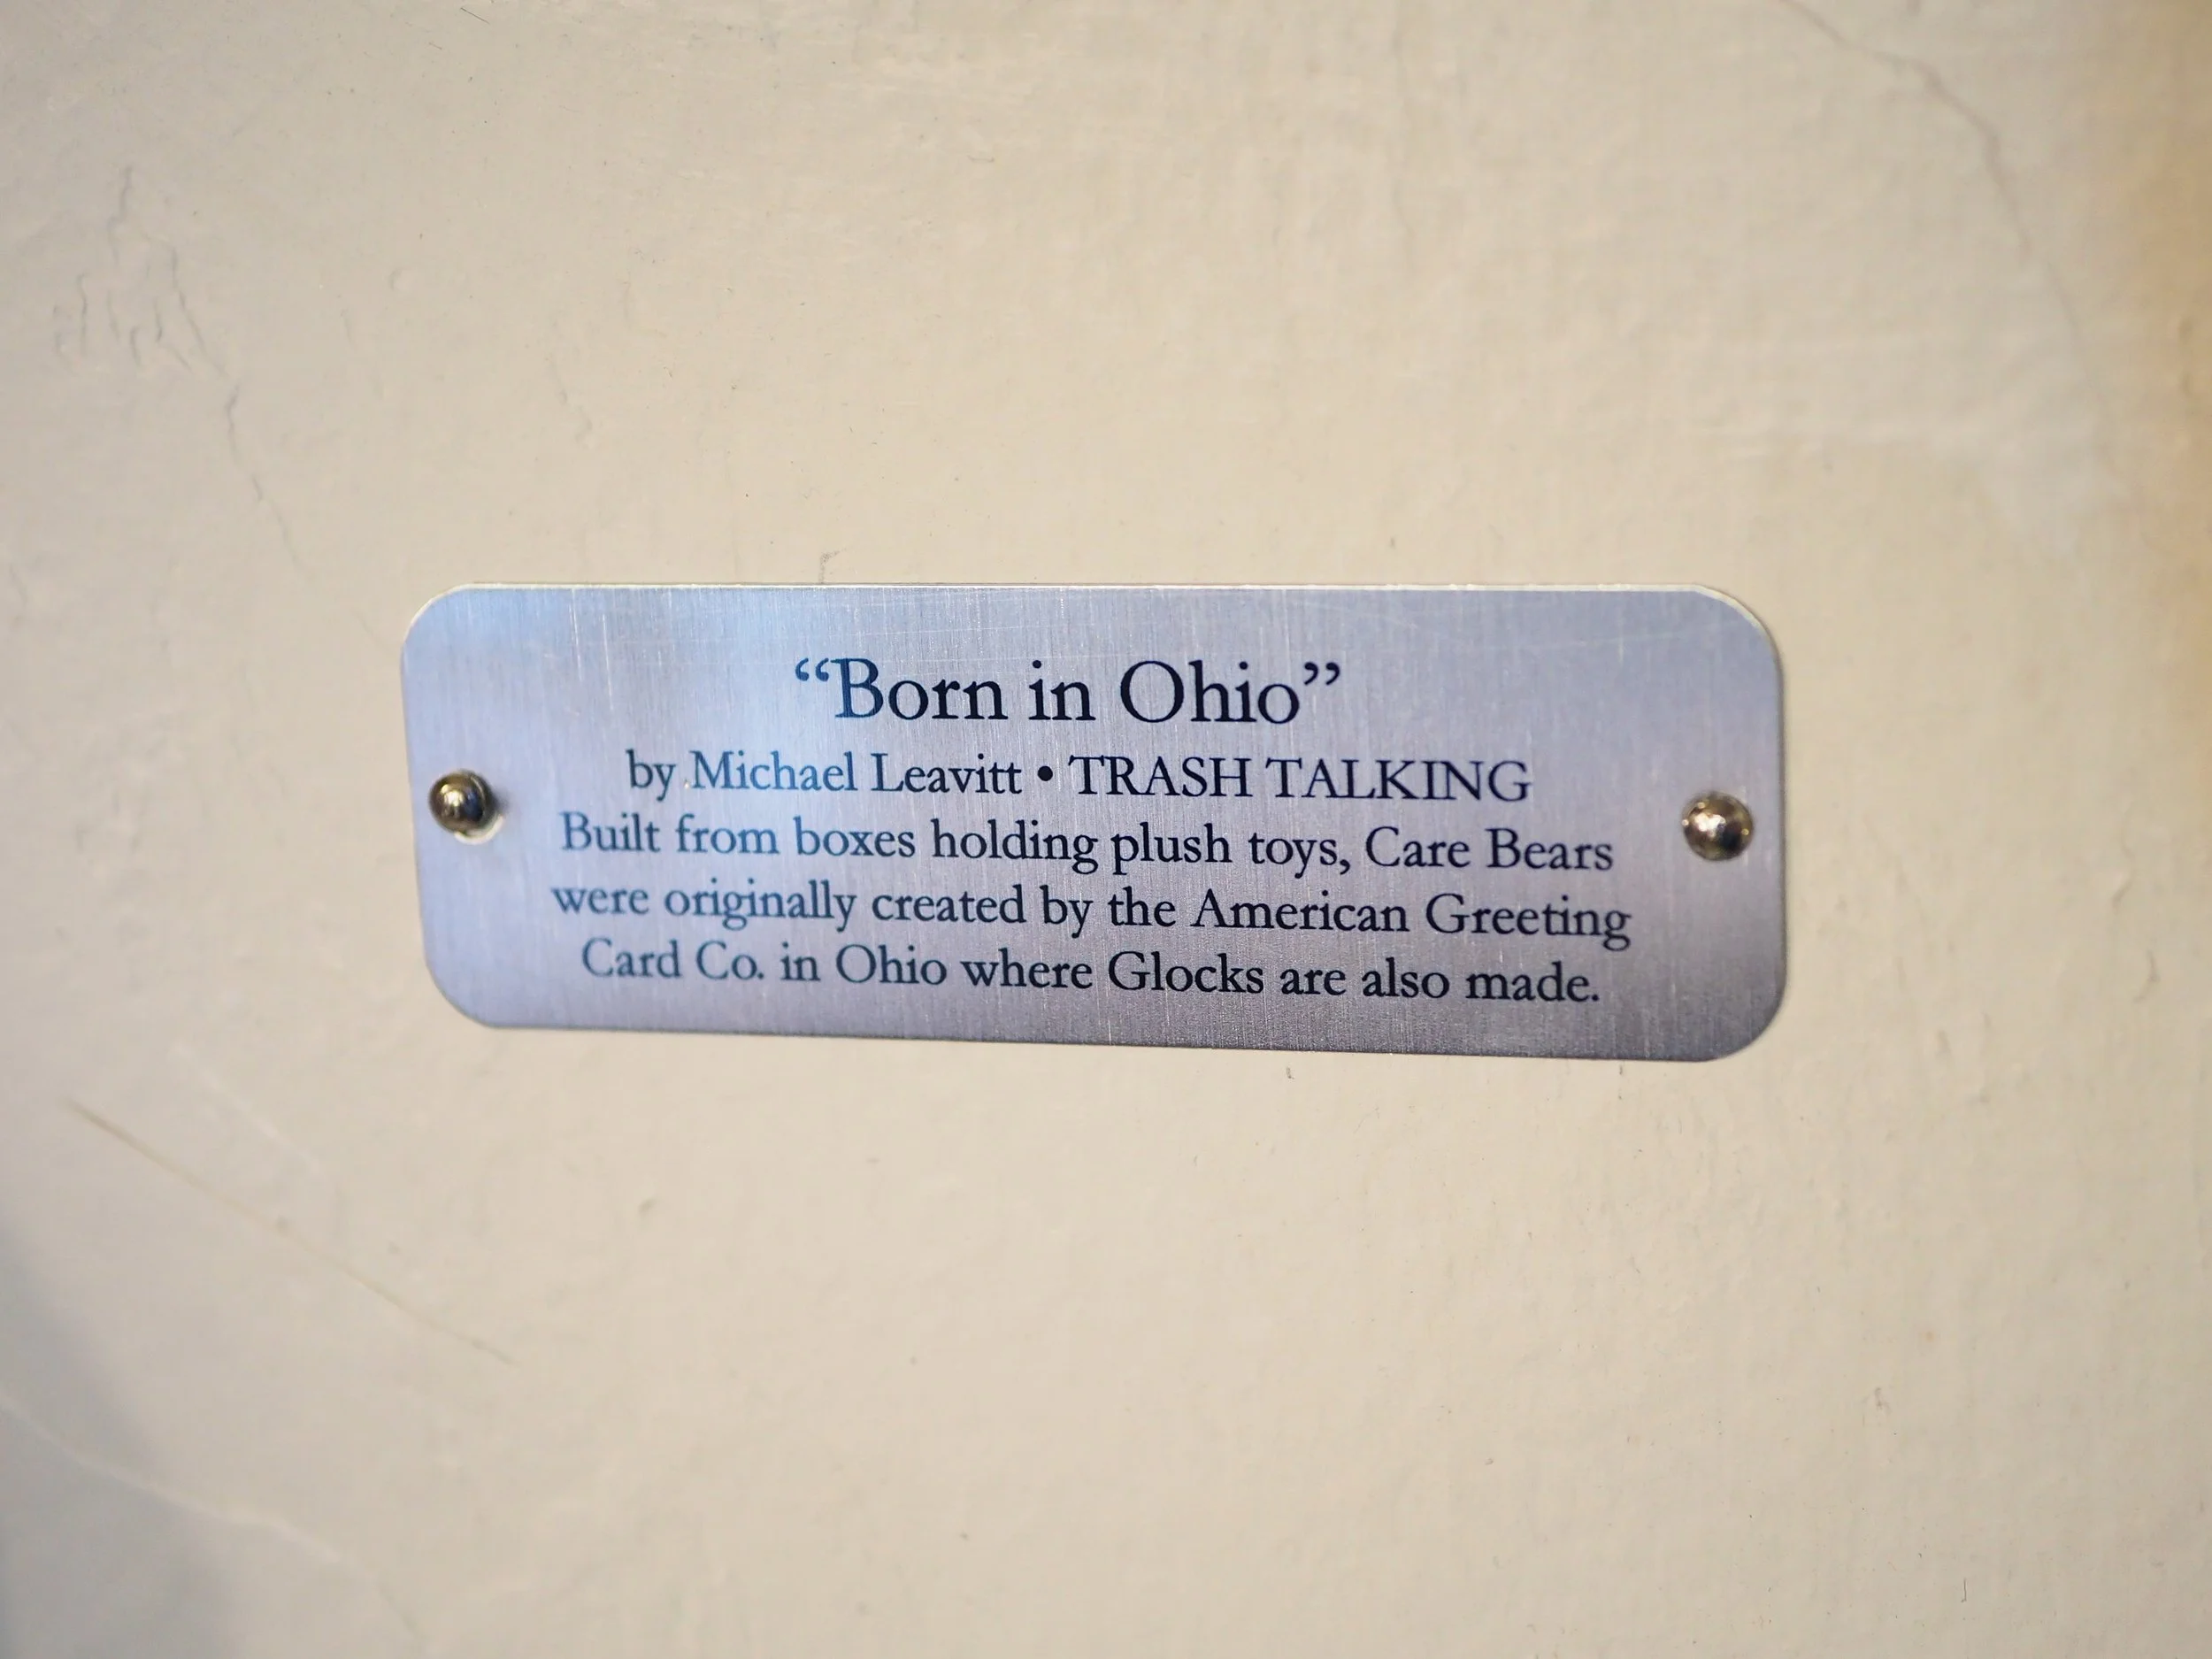 “Born in Ohio”
by Michael Leavitt • TRASH TALKING
Built from boxes holding plush toys, Care Bears
were originally created by the American Greeting
Card Co. in Ohio where Glocks are also made.